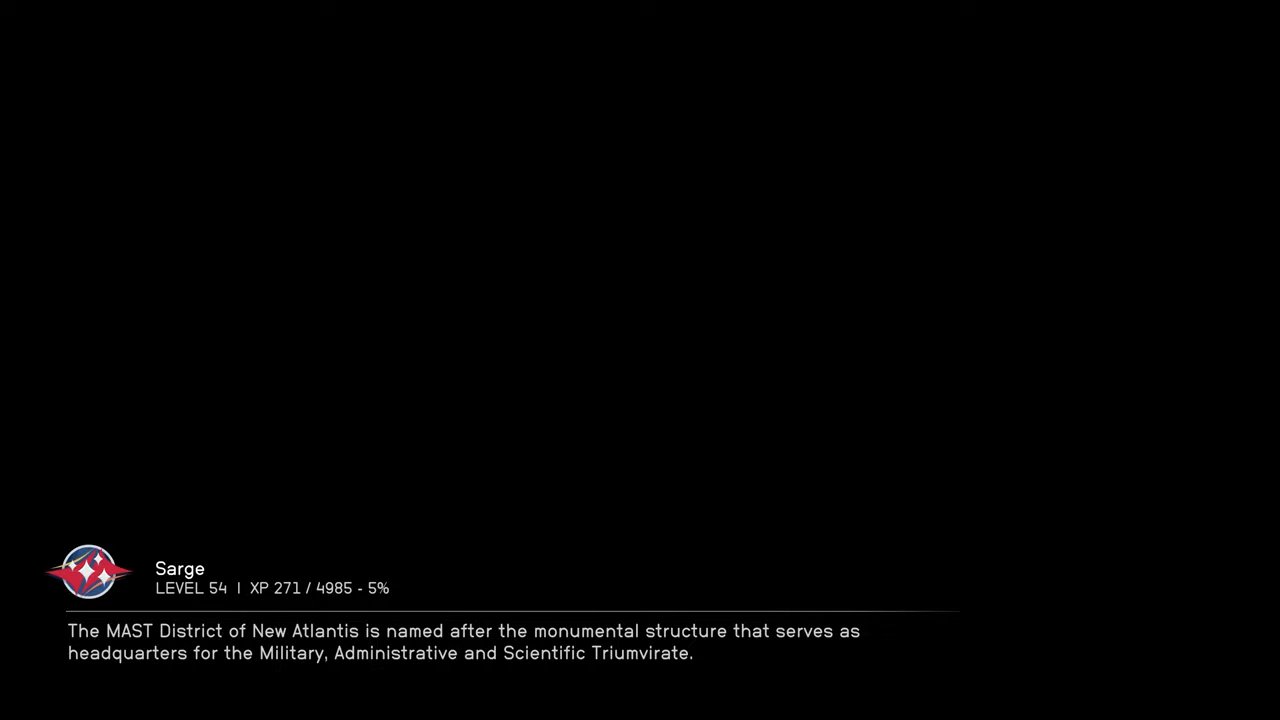 Sarge
LEVEL 54 | XP 271 / 4985 - 5%
The MAST District of New Atlantis is named after the monumental structure that serves as
headquarters for the Military, Administrative and Scientific Triumvirate.